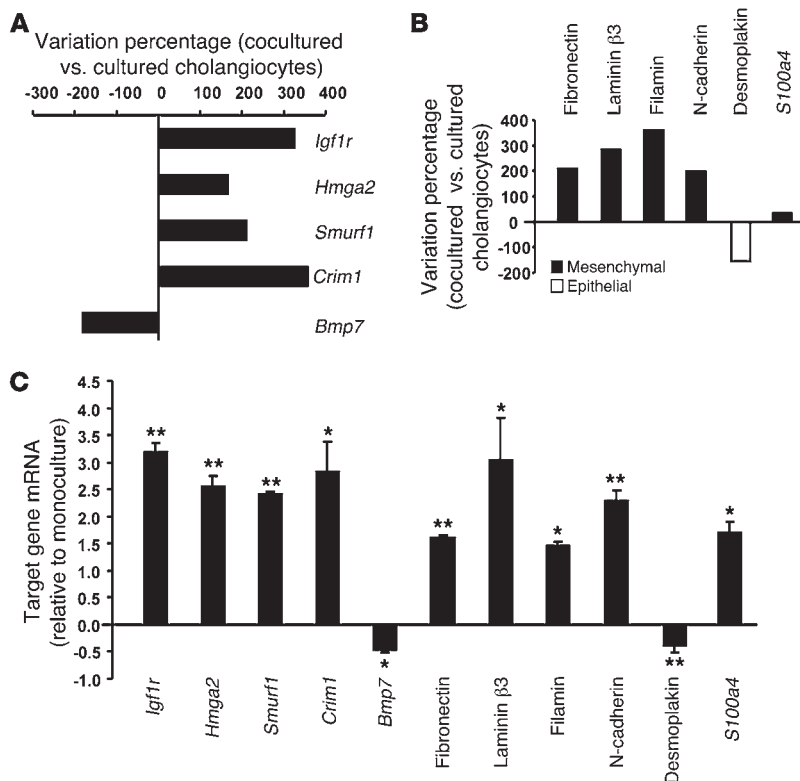 A
Variation percentage (cocultured
vs. cultured cholangiocytes)
-300 -200 -100 0 100 200 300 400
Igf1r
Hmga2
Smurf1
Crim1
Bmp7
B
Fibronectin
Laminin β3
Filamin
N-cadherin
Desmoplakin
S100a4
Variation percentage
(cocultured vs. cultured
cholangiocytes)
400
300
200
100
0
-100
-200
Mesenchymal
Epithelial
C
Target gene mRNA
(relative to monoculture)
4.5
4.0
3.5
3.0
2.5
2.0
1.5
1.0
0.5
0.0
-0.5
-1.0
** ** ** * * ** * * ** ** *
Igf1r
Hmga2
Smurf1
Crim1
Bmp7
Fibronectin
Laminin β3
Filamin
N-cadherin
Desmoplakin
S100a4